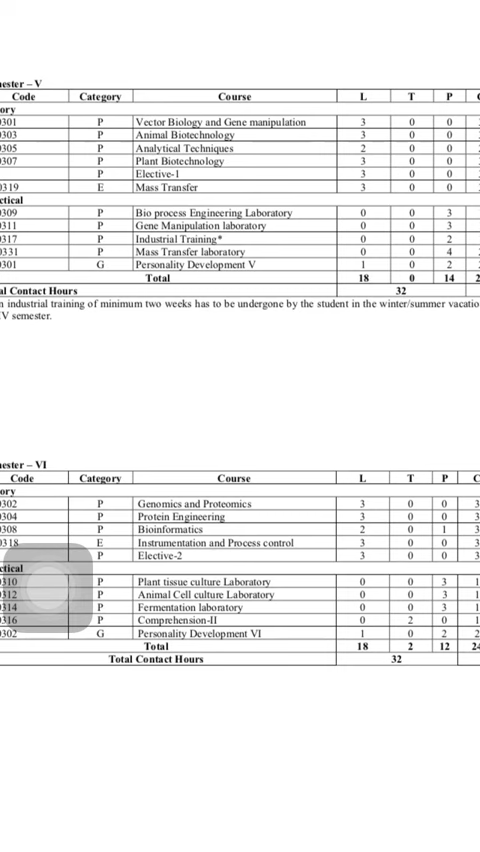 ester – V
Code Category Course L T P C
ory
0301 P Vector Biology and Gene manipulation 3 0 0
0303 P Animal Biotechnology 3 0 0
0305 P Analytical Techniques 2 0 0
0307 P Plant Biotechnology 3 0 0
P Elective-1 3 0 0
0319 E Mass Transfer 3 0 0
ctical
0309 P Bio process Engineering Laboratory 0 0 3
0311 P Gene Manipulation laboratory 0 0 3
0317 P Industrial Training* 0 0 2
0331 P Mass Transfer laboratory 0 0 4
0301 G Personality Development V 1 0 2
Total 18 0 14 2
al Contact Hours 32
n industrial training of minimum two weeks has to be undergone by the student in the winter/summer vacatio
V semester.
ester – VI
Code Category Course L T P C
ory
0302 P Genomics and Proteomics 3 0 0 3
0304 P Protein Engineering 3 0 0 3
0308 P Bioinformatics 2 0 1 3
0318 E Instrumentation and Process control 3 0 0 3
P Elective-2 3 0 0 3
ctical
0310 P Plant tissue culture Laboratory 0 0 3 1
0312 P Animal Cell culture Laboratory 0 0 3 1
0314 P Fermentation laboratory 0 0 3 1
0316 P Comprehension-II 0 2 0 1
0302 G Personality Development VI 1 0 2 2
Total 18 2 12 24
Total Contact Hours 32